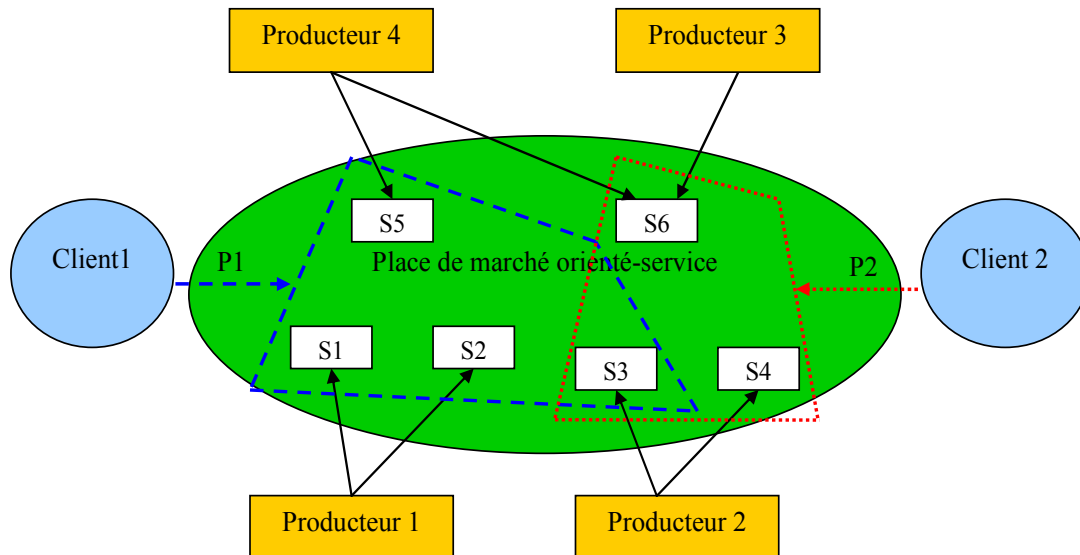 Producteur 4
Producteur 3
S5
S6
Client1
P1
Place de marché orienté-service
P2
Client 2
S1
S2
S3
S4
Producteur 1
Producteur 2